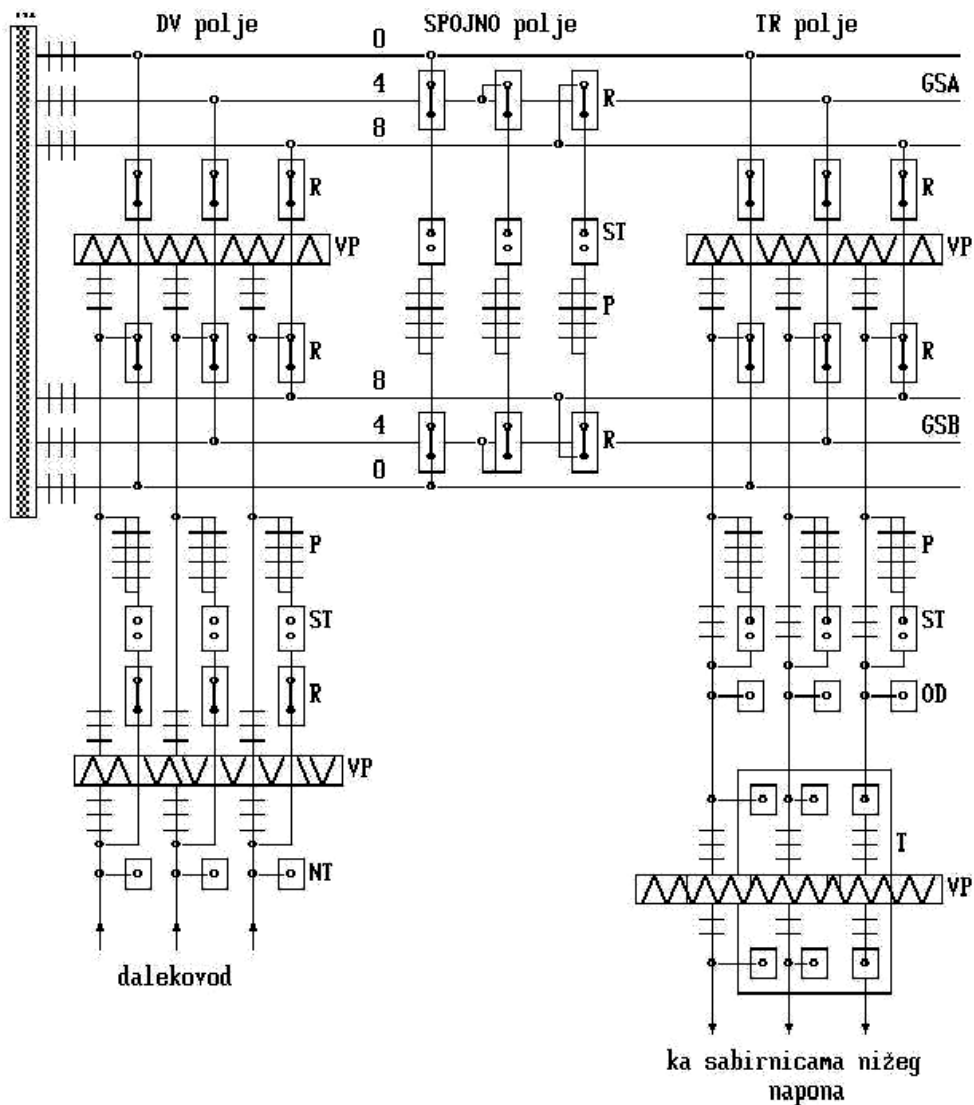 DV polje SPOJNO polje TR polje
0
4 R GSA
8
R R
ST
VP VP
P
R R
8
4 R GSB
0
P P
ST ST
R OD
VP
T
NT VP
dalekovod
ka sabirnicama nižeg
napona